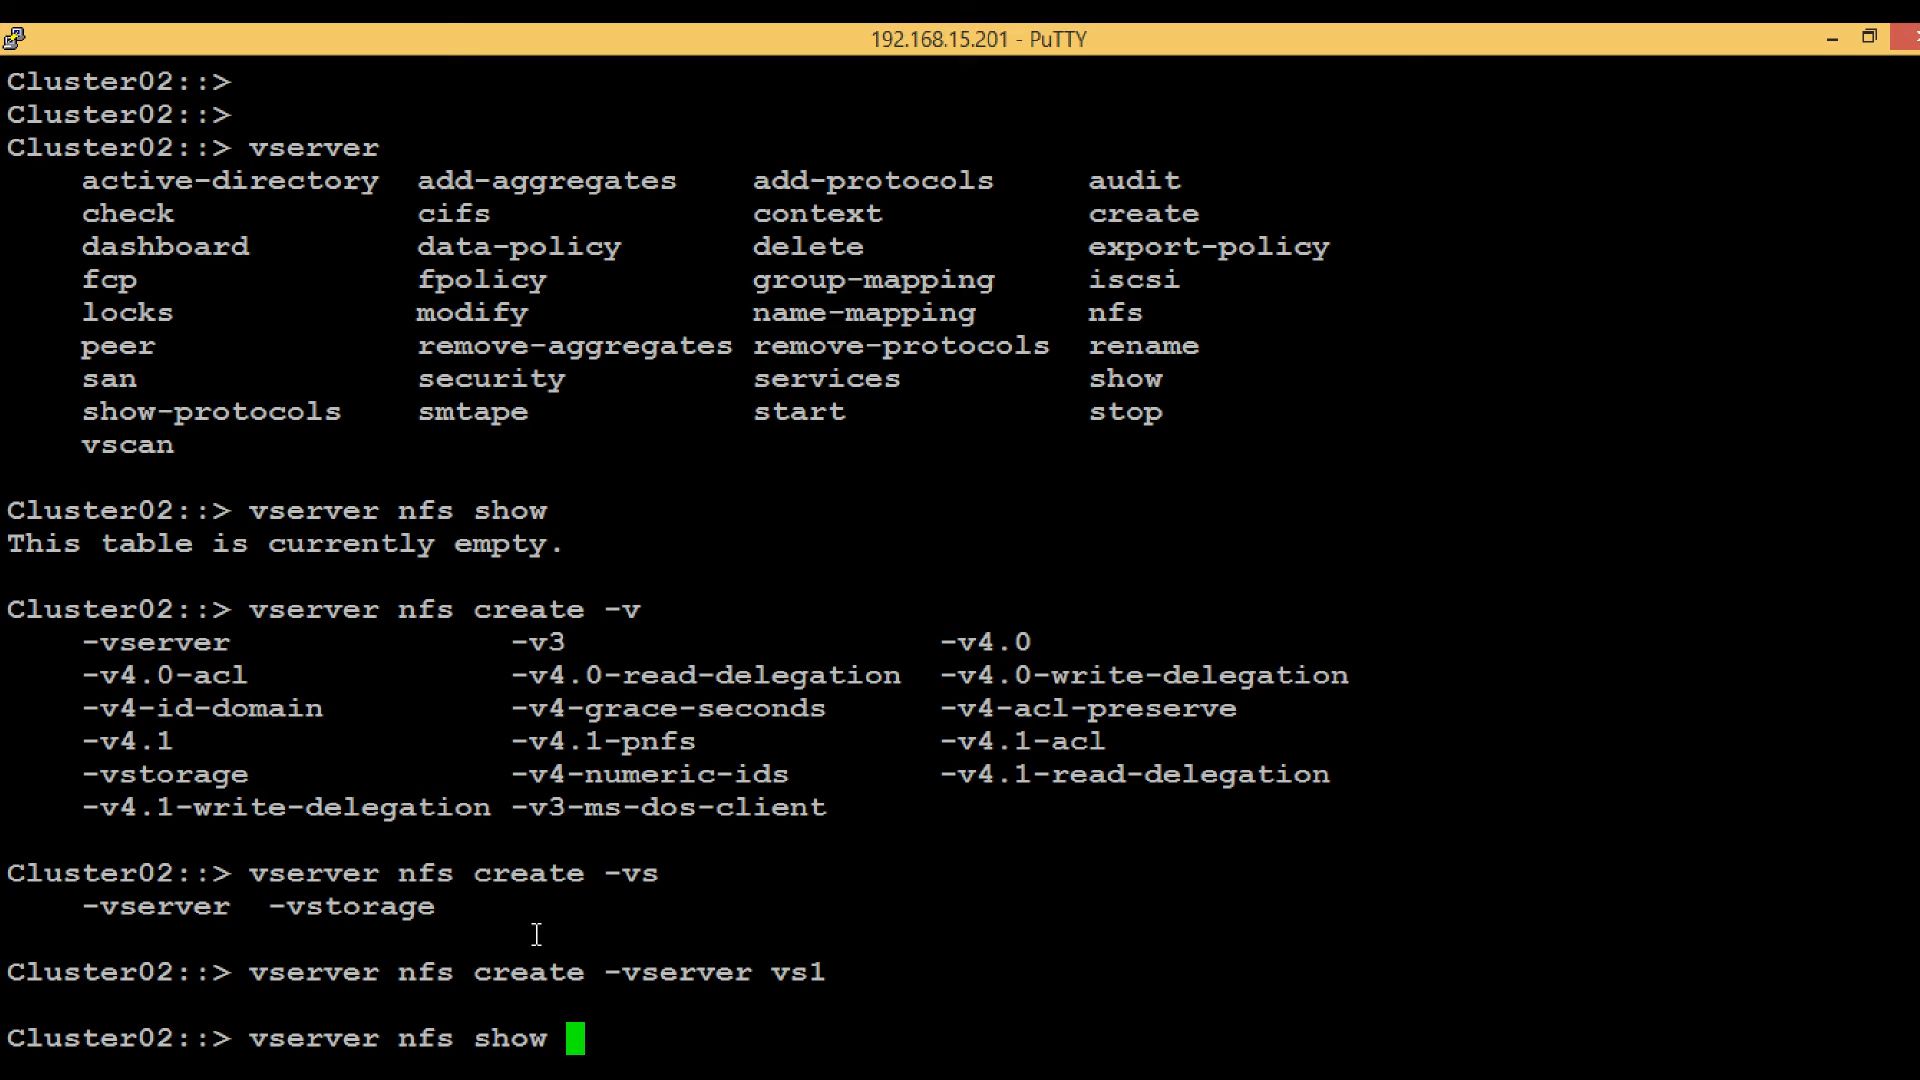 192.168.15.201 - PuTTY
Cluster02::>
Cluster02::>
Cluster02::> vserver
active-directory add-aggregates add-protocols audit
check cifs context create
dashboard data-policy delete export-policy
fcp fpolicy group-mapping iscsi
locks modify name-mapping nfs
peer remove-aggregates remove-protocols rename
san security services show
show-protocols smtape start stop
vscan
Cluster02::> vserver nfs show
This table is currently empty.
Cluster02::> vserver nfs create -v
-vserver -v3 -v4.0
-v4.0-acl -v4.0-read-delegation -v4.0-write-delegation
-v4-id-domain -v4-grace-seconds -v4-acl-preserve
-v4.1 -v4.1-pnfs -v4.1-acl
-vstorage -v4-numeric-ids -v4.1-read-delegation
-v4.1-write-delegation -v3-ms-dos-client
Cluster02::> vserver nfs create -vs
-vserver -vstorage
Cluster02::> vserver nfs create -vserver vs1
Cluster02::> vserver nfs show